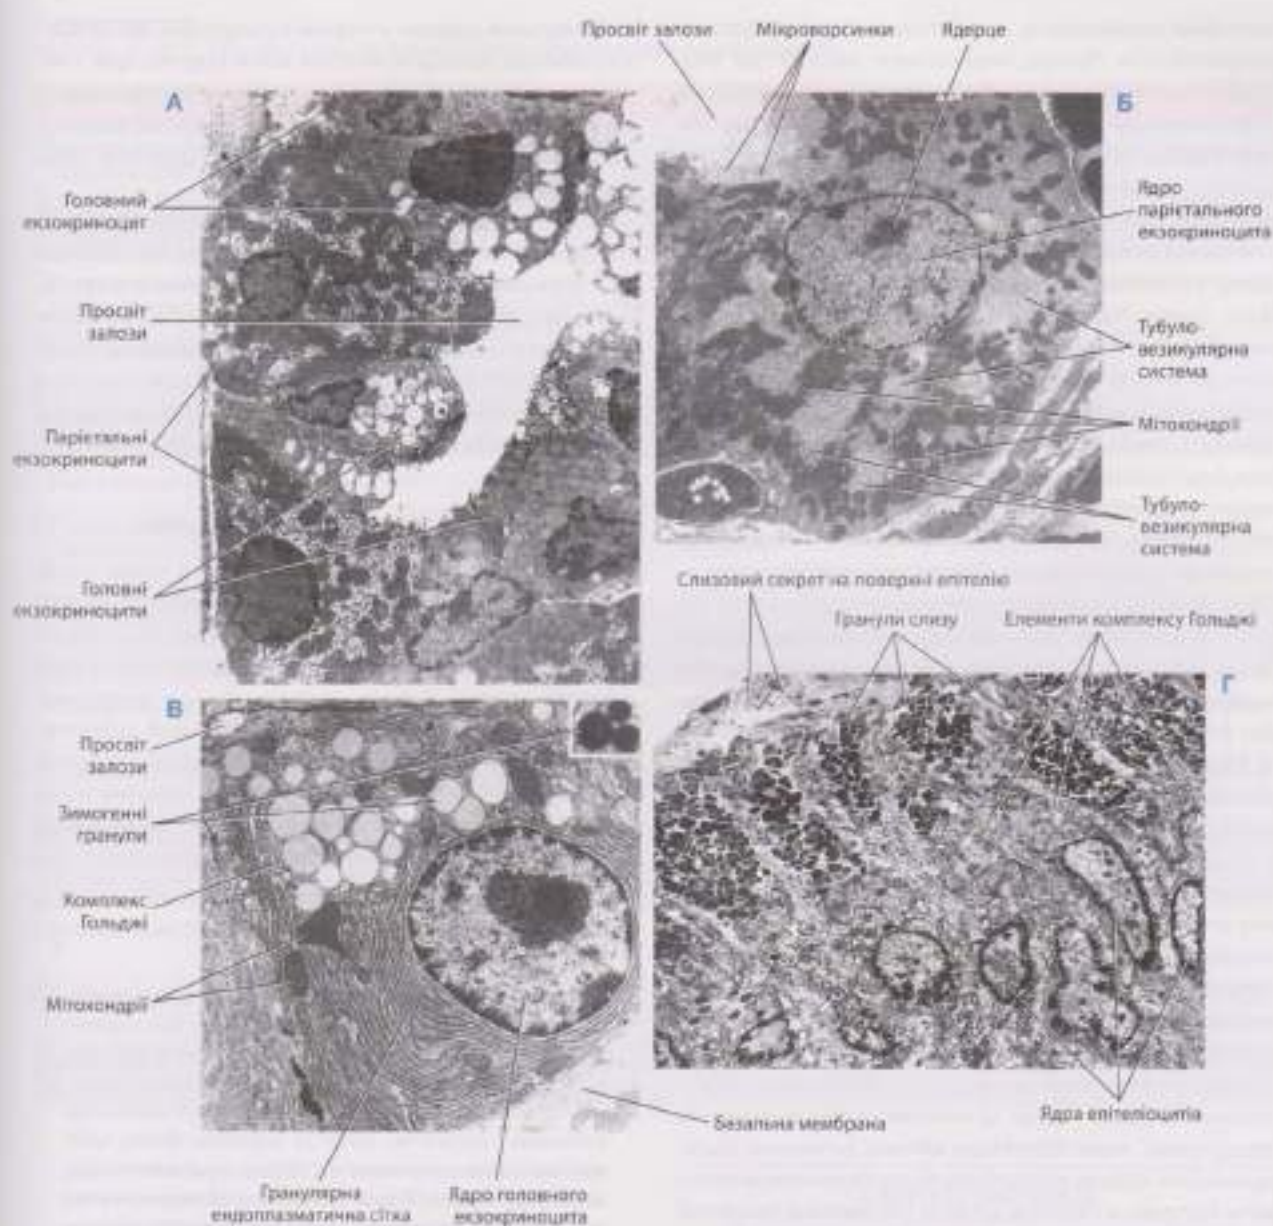 Просвіт залози
Мікроворсинки
Ядерце
А
Б
Головний
екзокриноцит
Просвіт
залози
Парієтальні
екзокриноцити
Головні
екзокриноцити
Ядро
парієтального
екзокриноцита
Тубуло-
везикулярна
система
Мітохондрії
Тубуло-
везикулярна
система
Слизовий секрет на поверхні епітелію
Гранули слизу
Елементи комплексу Гольджі
В
Г
Просвіт
залози
Зимогенні
гранули
Комплекс
Гольджі
Мітохондрії
Базальна мембрана
Ядра епітеліоцитів
Гранулярна
ендоплазматична сітка
Ядро головного
екзокриноцита